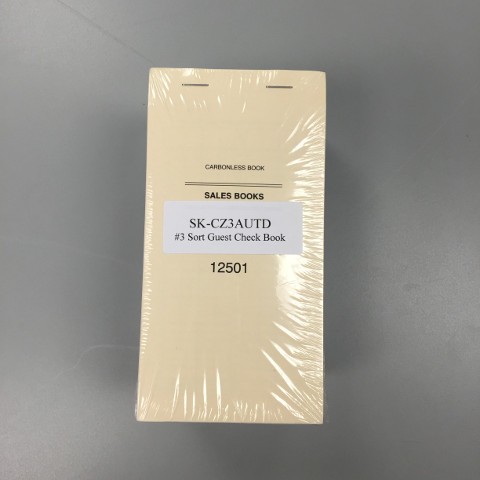 CARBONLESS BOOK
SALES BOOKS
SK-CZ3AUTD
#3 Sort Guest Check Book
12501